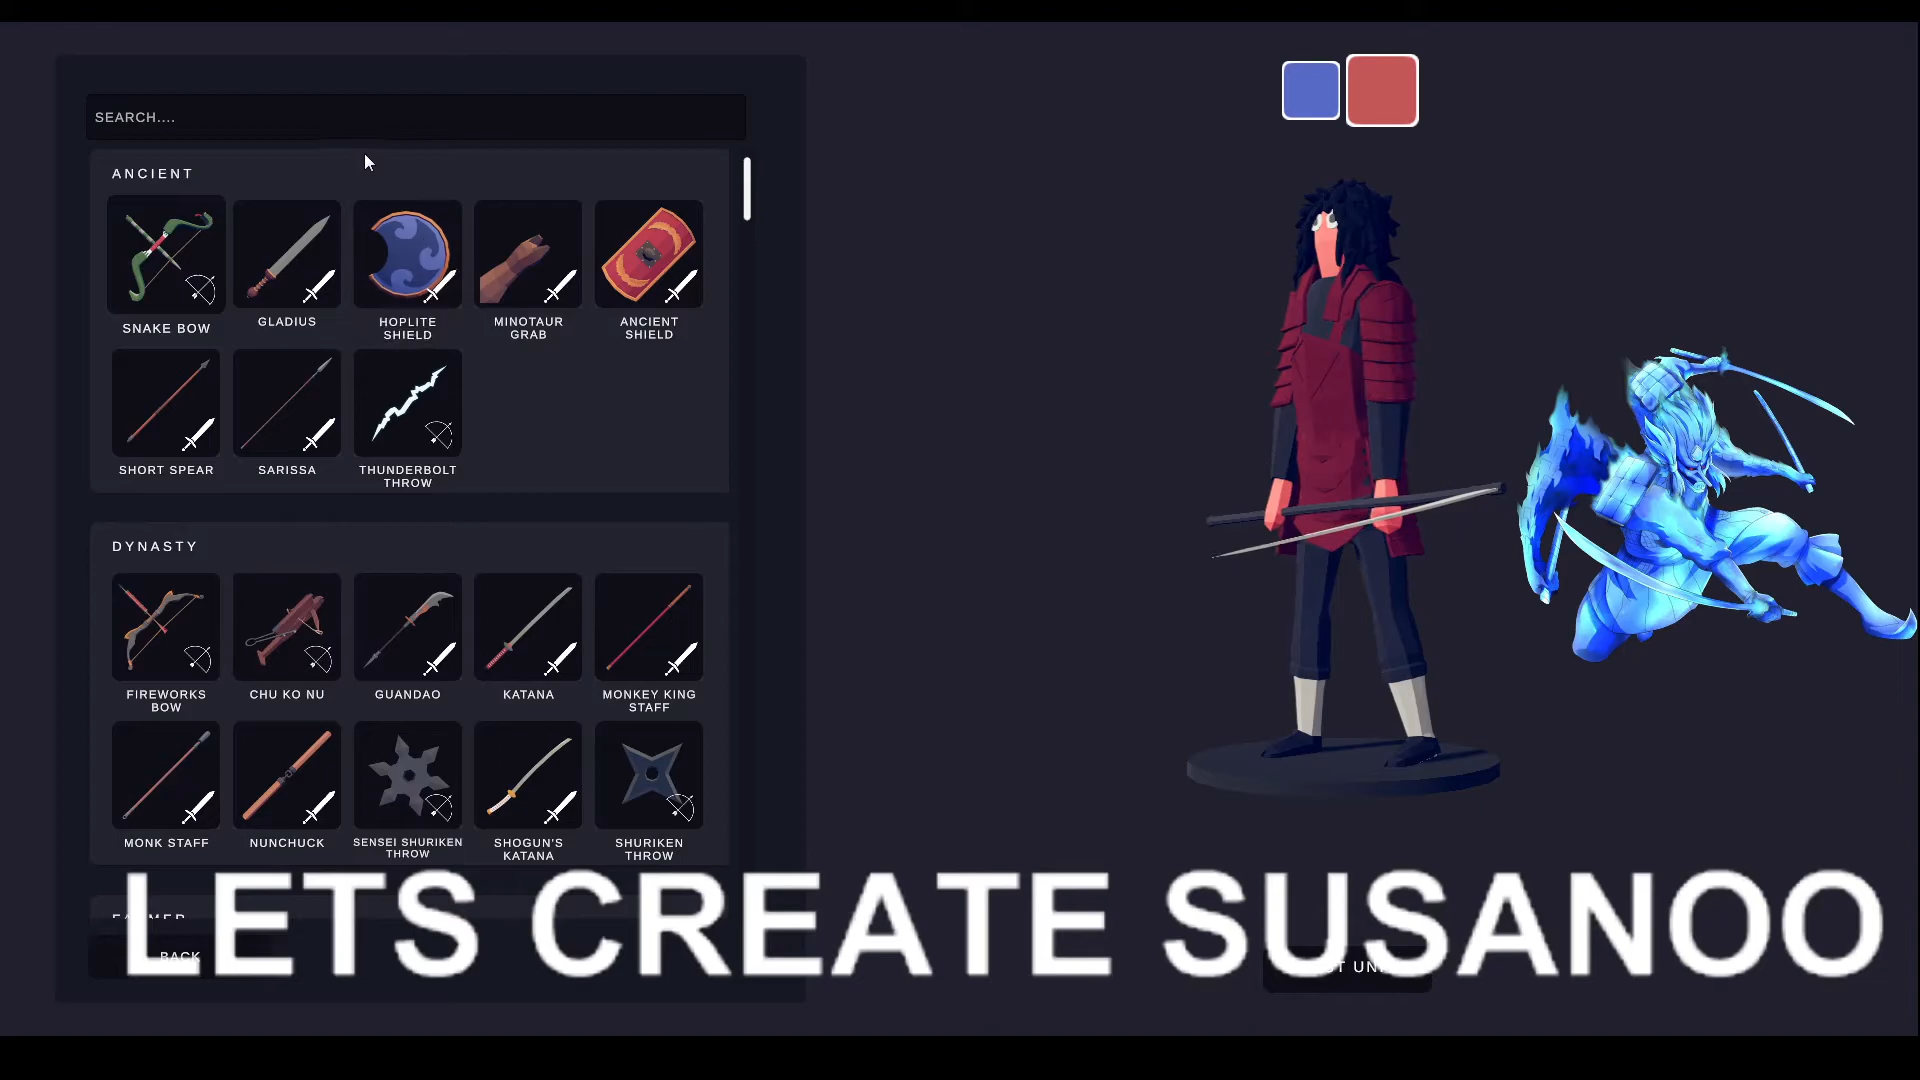 SEARCH....
ANCIENT
SNAKE BOW
GLADIUS
HOPLITE
SHIELD
MINOTAUR
GRAB
ANCIENT
SHIELD
SHORT SPEAR
SARISSA
THUNDERBOLT
THROW
DYNASTY
FIREWORKS
BOW
CHU KO NU
GUANDAO
KATANA
MONKEY KING
STAFF
MONK STAFF
NUNCHUCK
SENSEI SHURIKEN
THROW
SHOGUN'S
KATANA
SHURIKEN
THROW
LETS CREATE SUSANOO
BACK